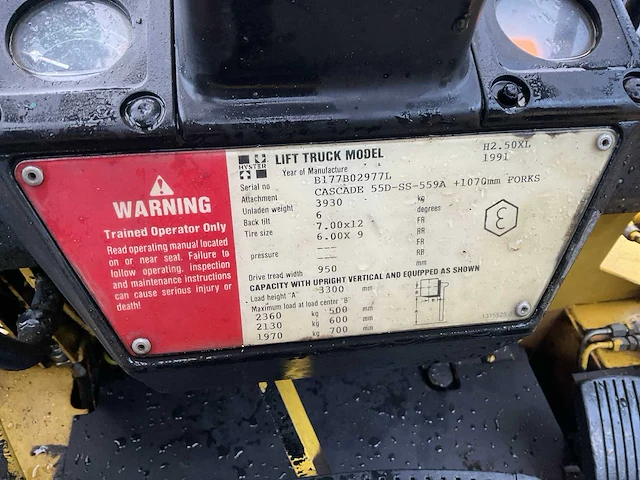 WARNING
Trained Operator Only
Read operating manual located
on or near seat. Failure to
follow operating, inspection
and maintenance instructions
can cause serious injury or
death!
HYSTER
LIFT TRUCK MODEL H2.50XL
Year of Manufacture 1991
Serial no B177B02977L
Attachment CASCADE 55D-SS-559A +1070mm FORKS
Unladen weight 3930 kg
Back tilt 6 degrees
Tire size 7.00x12 FR
6.00X 9 RR
FR
pressure --- RR
--- FR
RB
Drive tread width 950 mm
CAPACITY WITH UPRIGHT VERTICAL AND EQUIPPED AS SHOWN
Load height "A" 3300 mm
Maximum load at load center "B"
2360 kg 500 mm
2130 kg 600 mm
1970 kg 700 mm